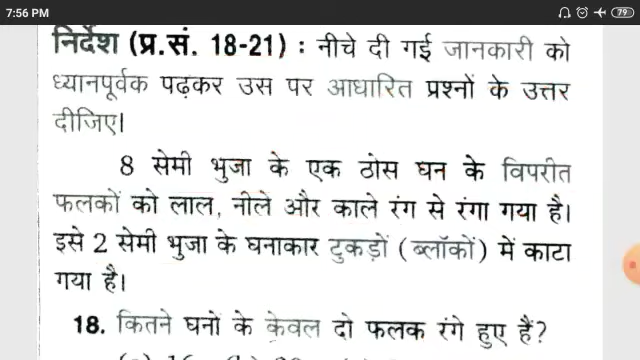 7:56 PM
79
निर्देश (प्र.सं. 18-21) : नीचे दी गई जानकारी को
ध्यानपूर्वक पढ़कर उस पर आधारित प्रश्नों के उत्तर
दीजिए।
8 सेमी भुजा के एक ठोस घन के विपरीत
फलकों को लाल, नीले और काले रंग से रंगा गया है।
इसे 2 सेमी भुजा के घनाकार टुकड़ों (ब्लॉकों) में काटा
गया है।
18. कितने घनो के केवल दो फलक रंगे हुए हैं?